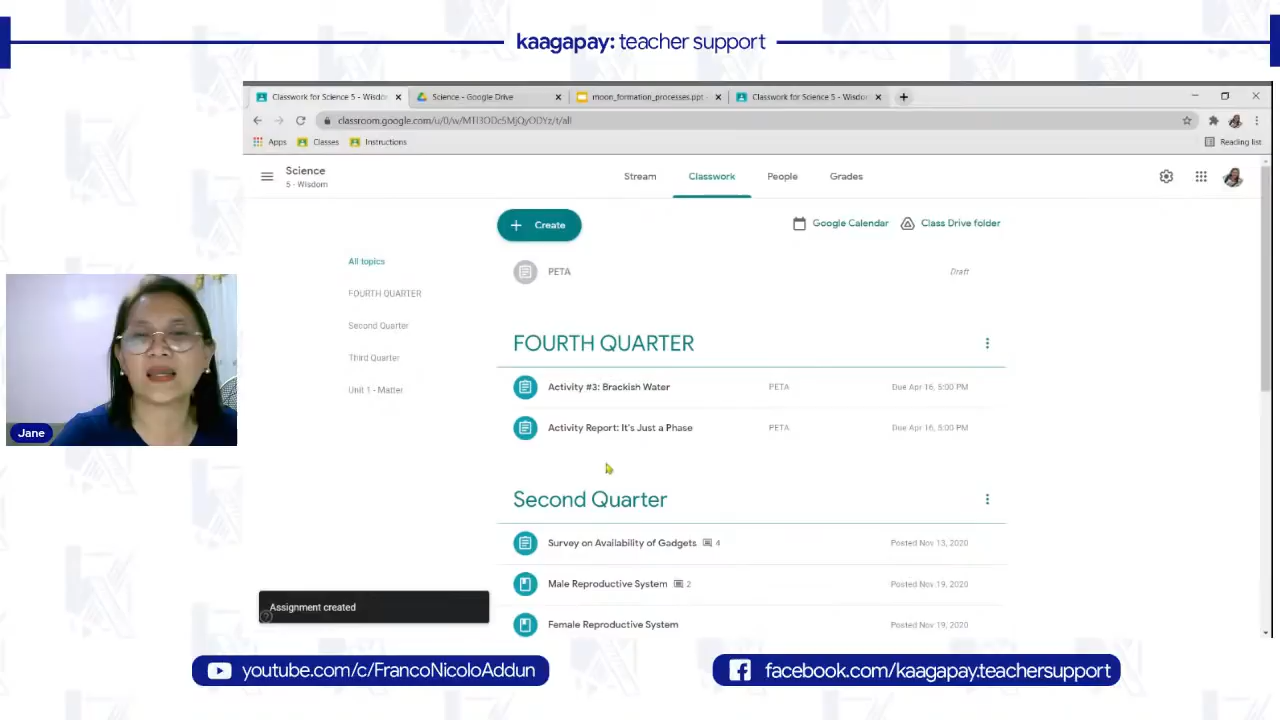 kaagapay: teacher support
Classwork for Science 5 - Wisdo
Science - Google Drive
moon_formation_processes.ppt -
Classwork for Science 5 - Wisdo
Apps
Classes
Instructions
Reading list
Science
5 - Wisdom
Stream
Classwork
People
Grades
Create
Google Calendar
Class Drive folder
All topics
FOURTH QUARTER
Second Quarter
Third Quarter
Unit 1 - Matter
PETA
Draft
FOURTH QUARTER
Activity #3: Brackish Water
PETA
Due Apr 16, 5:00 PM
Activity Report: It's Just a Phase
PETA
Due Apr 16, 5:00 PM
Second Quarter
Survey on Availability of Gadgets
4
Posted Nov 13, 2020
Male Reproductive System
2
Posted Nov 19, 2020
Female Reproductive System
Posted Nov 19, 2020
Jane
Assignment created
youtube.com/c/FrancoNicoloAddun
facebook.com/kaagapay.teachersupport